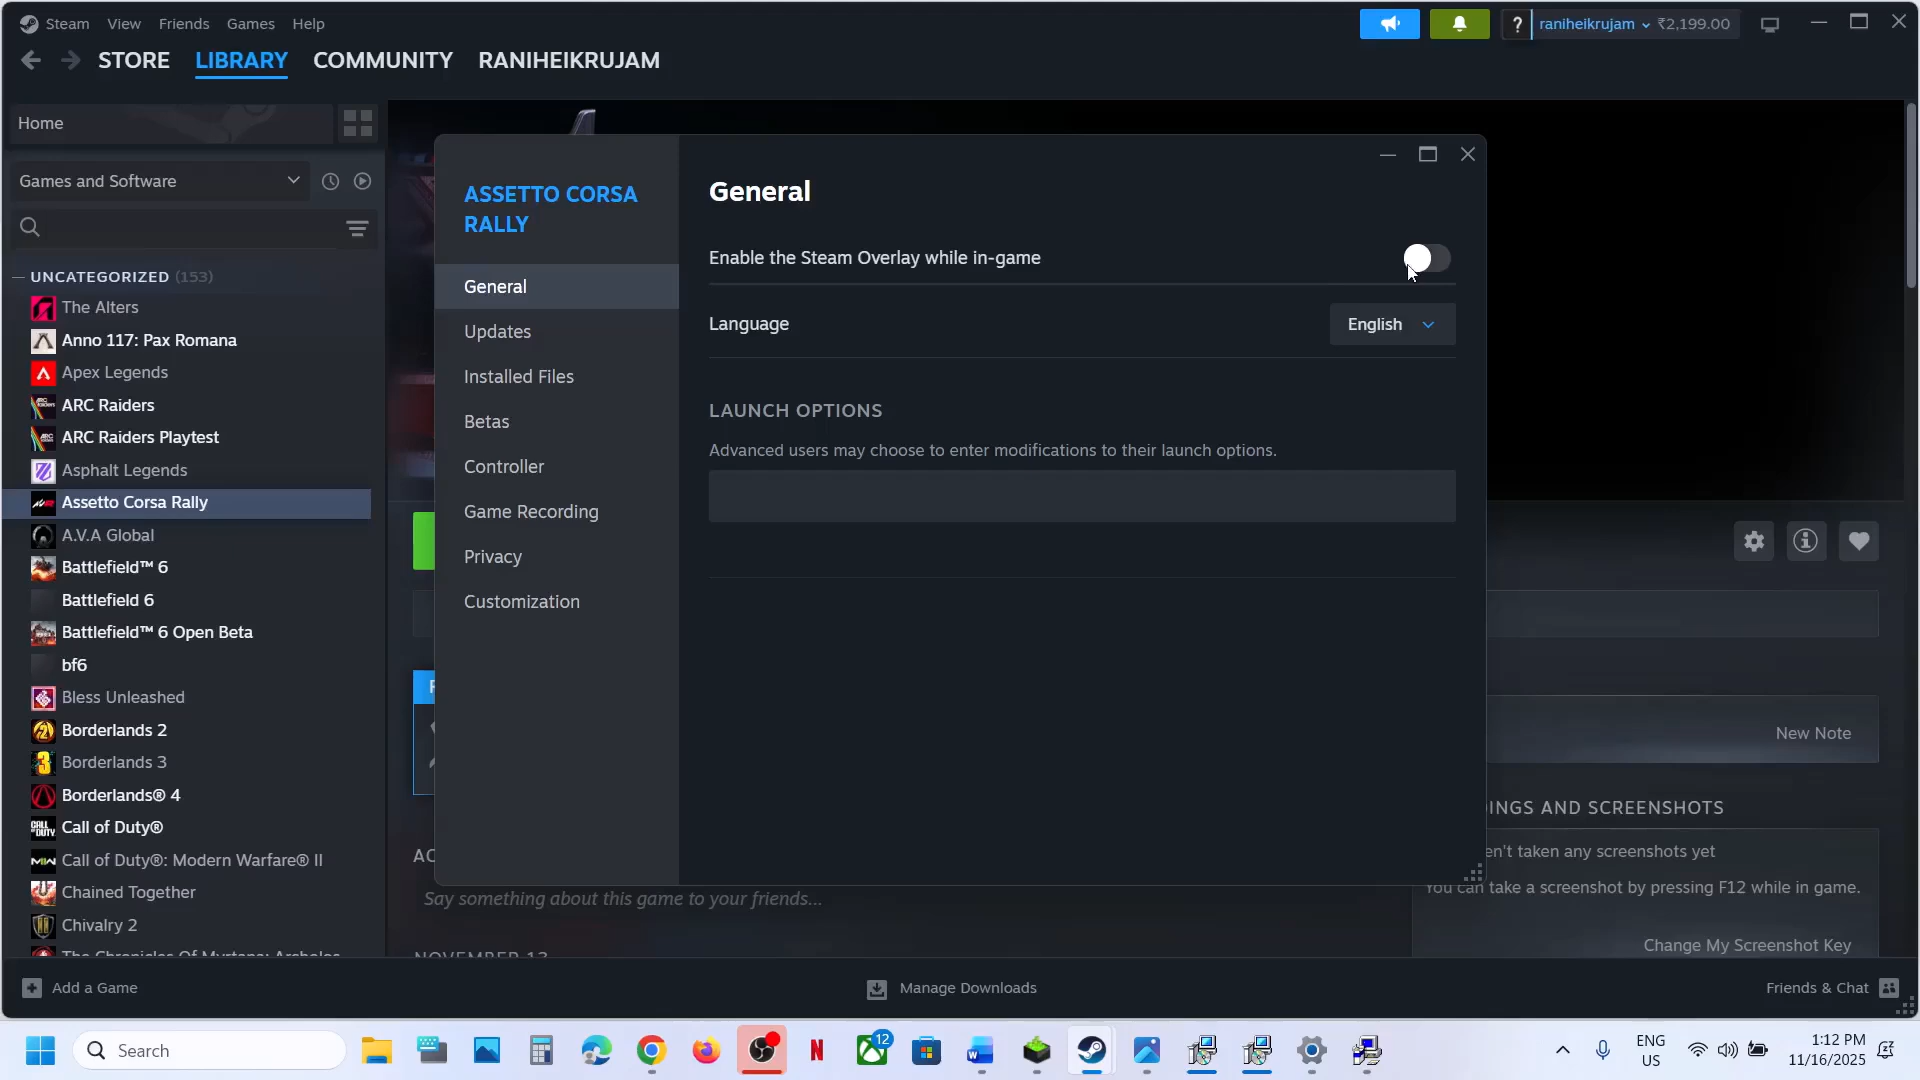 Steam View Friends Games Help
? raniheikrujam ₹2,199.00
STORE LIBRARY COMMUNITY RANIHEIKRUJAM
Home
Games and Software
UNCATEGORIZED (153)
The Alters
Anno 117: Pax Romana
Apex Legends
ARC Raiders
ARC Raiders Playtest
Asphalt Legends
Assetto Corsa Rally
A.V.A Global
Battlefield™ 6
Battlefield 6
Battlefield™ 6 Open Beta
bf6
Bless Unleashed
Borderlands 2
Borderlands 3
Borderlands® 4
Call of Duty®
Call of Duty®: Modern Warfare® II
Chained Together
Chivalry 2
ASSETTO CORSA
RALLY
General
Updates
Installed Files
Betas
Controller
Game Recording
Privacy
Customization
General
Enable the Steam Overlay while in-game
Language English
LAUNCH OPTIONS
Advanced users may choose to enter modifications to their launch options.
New Note
INGS AND SCREENSHOTS
en't taken any screenshots yet
You can take a screenshot by pressing F12 while in game.
Change My Screenshot Key
AC
Say something about this game to your friends...
NOVEMBER 13
Add a Game
Manage Downloads
Friends & Chat
Search
12
ENG
US
1:12 PM
11/16/2025